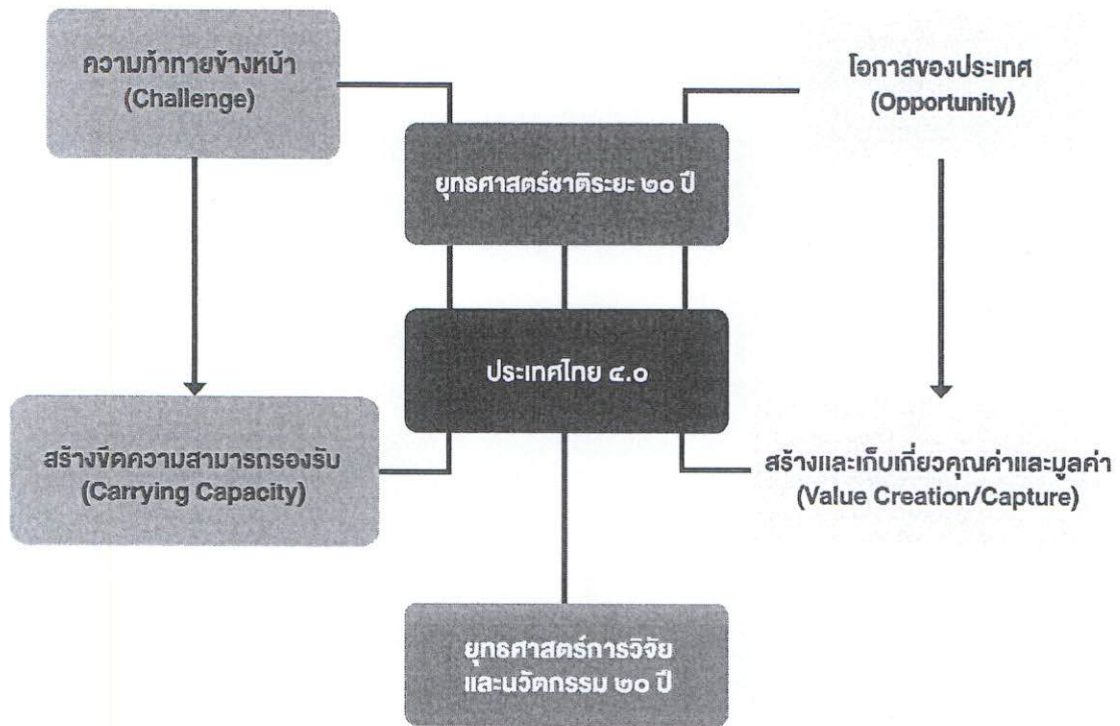 ความท้าทายข้างหน้า
(Challenge)
โอกาสของประเทศ
(Opportunity)
ยุทธศาสตร์ชาติระยะ ๒๐ ปี
ประเทศไทย ๔.๐
สร้างขีดความสามารถรองรับ
(Carrying Capacity)
สร้างและเก็บเกี่ยวคุณค่าและมูลค่า
(Value Creation/Capture)
ยุทธศาสตร์การวิจัย
และนวัตกรรม ๒๐ ปี